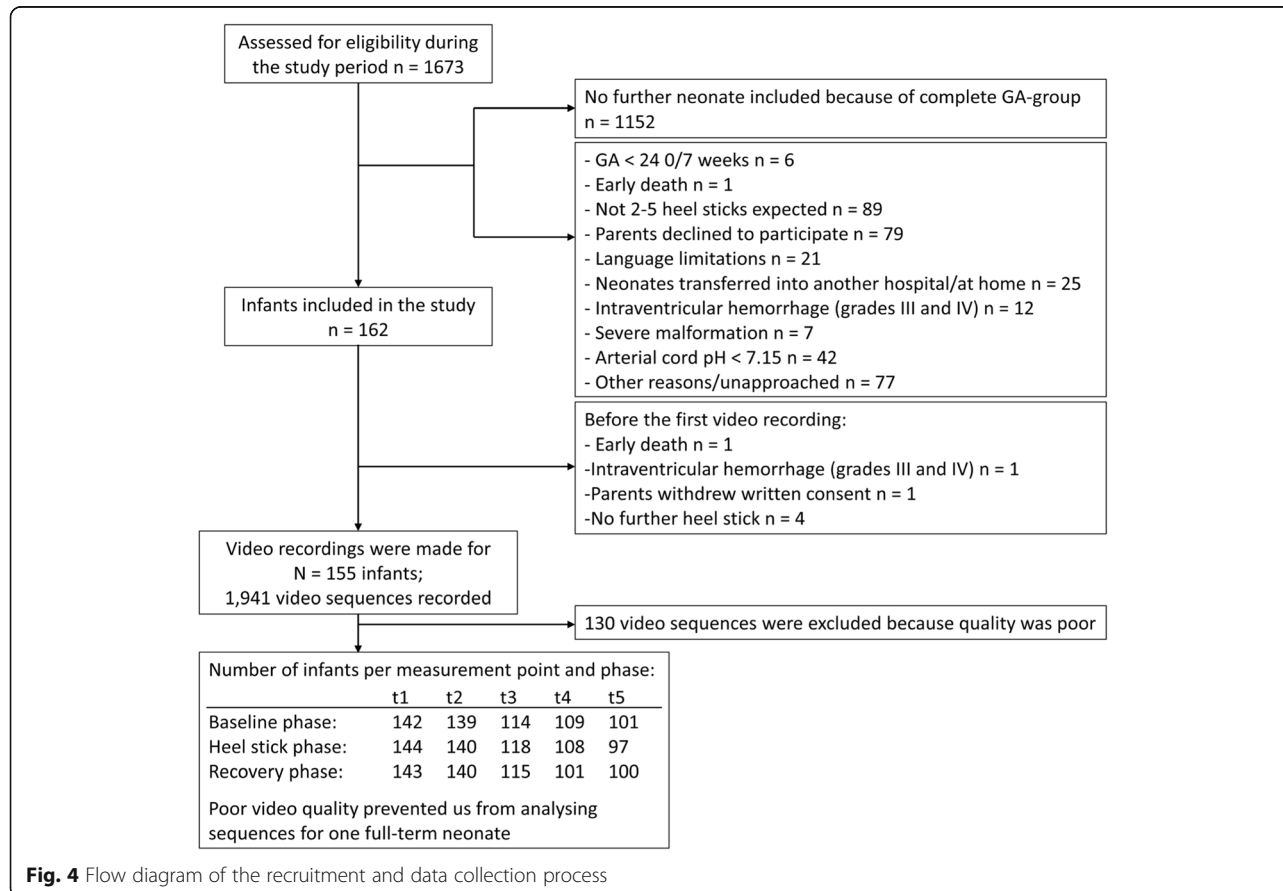 Assessed for eligibility during
the study period n = 1673
No further neonate included because of complete GA-group
n = 1152
- GA < 24 0/7 weeks n = 6
- Early death n = 1
- Not 2-5 heel sticks expected n = 89
- Parents declined to participate n = 79
- Language limitations n = 21
- Neonates transferred into another hospital/at home n = 25
- Intraventricular hemorrhage (grades III and IV) n = 12
- Severe malformation n = 7
- Arterial cord pH < 7.15 n = 42
- Other reasons/unapproached n = 77
Infants included in the study
n = 162
Before the first video recording:
- Early death n = 1
-Intraventricular hemorrhage (grades III and IV) n = 1
-Parents withdrew written consent n = 1
-No further heel stick n = 4
Video recordings were made for
N = 155 infants;
1,941 video sequences recorded
130 video sequences were excluded because quality was poor
Number of infants per measurement point and phase:
t1 t2 t3 t4 t5
Baseline phase: 142 139 114 109 101
Heel stick phase: 144 140 118 108 97
Recovery phase: 143 140 115 101 100
Poor video quality prevented us from analysing
sequences for one full-term neonate
Fig. 4 Flow diagram of the recruitment and data collection process